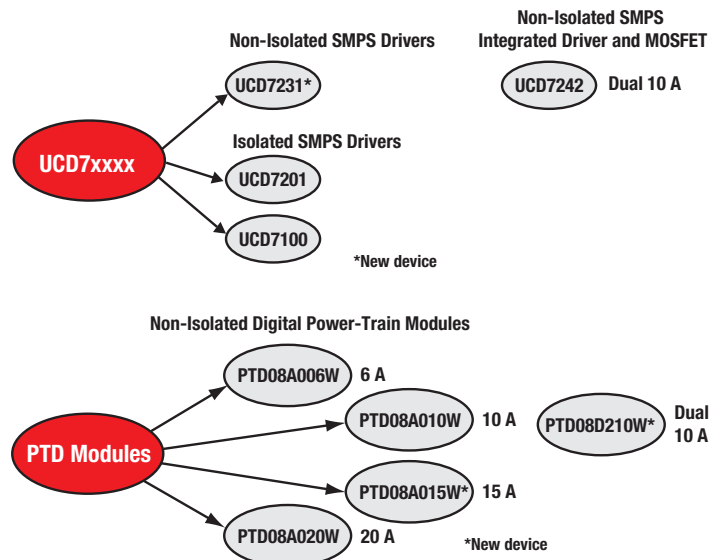 Non-Isolated SMPS Drivers
Non-Isolated SMPS
Integrated Driver and MOSFET
UCD7xxxx
UCD7231*
UCD7242
Dual 10 A
Isolated SMPS Drivers
UCD7201
UCD7100
*New device
Non-Isolated Digital Power-Train Modules
PTD Modules
PTD08A006W
6 A
PTD08A010W
10 A
PTD08D210W*
Dual
10 A
PTD08A015W*
15 A
PTD08A020W
20 A
*New device